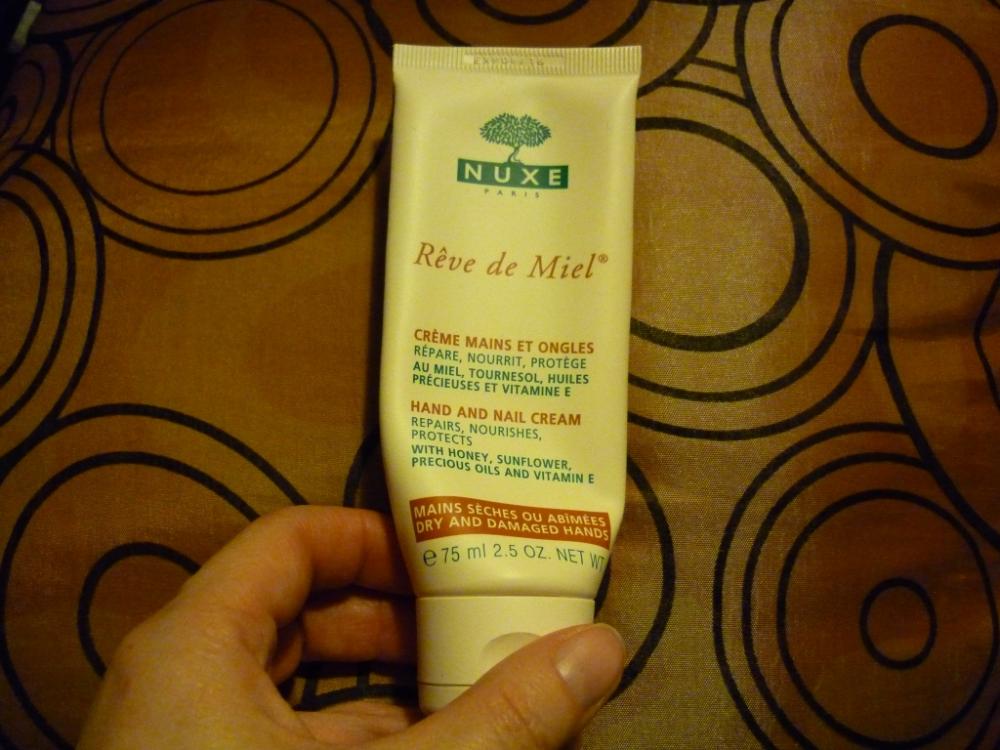 NUXE
PARIS
Rêve de Miel®
CRÈME MAINS ET ONGLES
RÉPARE, NOURRIT, PROTÈGE
AU MIEL, TOURNESOL, HUILES
PRÉCIEUSES ET VITAMINE E
HAND AND NAIL CREAM
REPAIRS, NOURISHES,
PROTECTS
WITH HONEY, SUNFLOWER,
PRECIOUS OILS AND VITAMIN E
MAINS SÈCHES OU ABÎMÉES
DRY AND DAMAGED HANDS
℮ 75 ml 2.5 OZ. NET WT